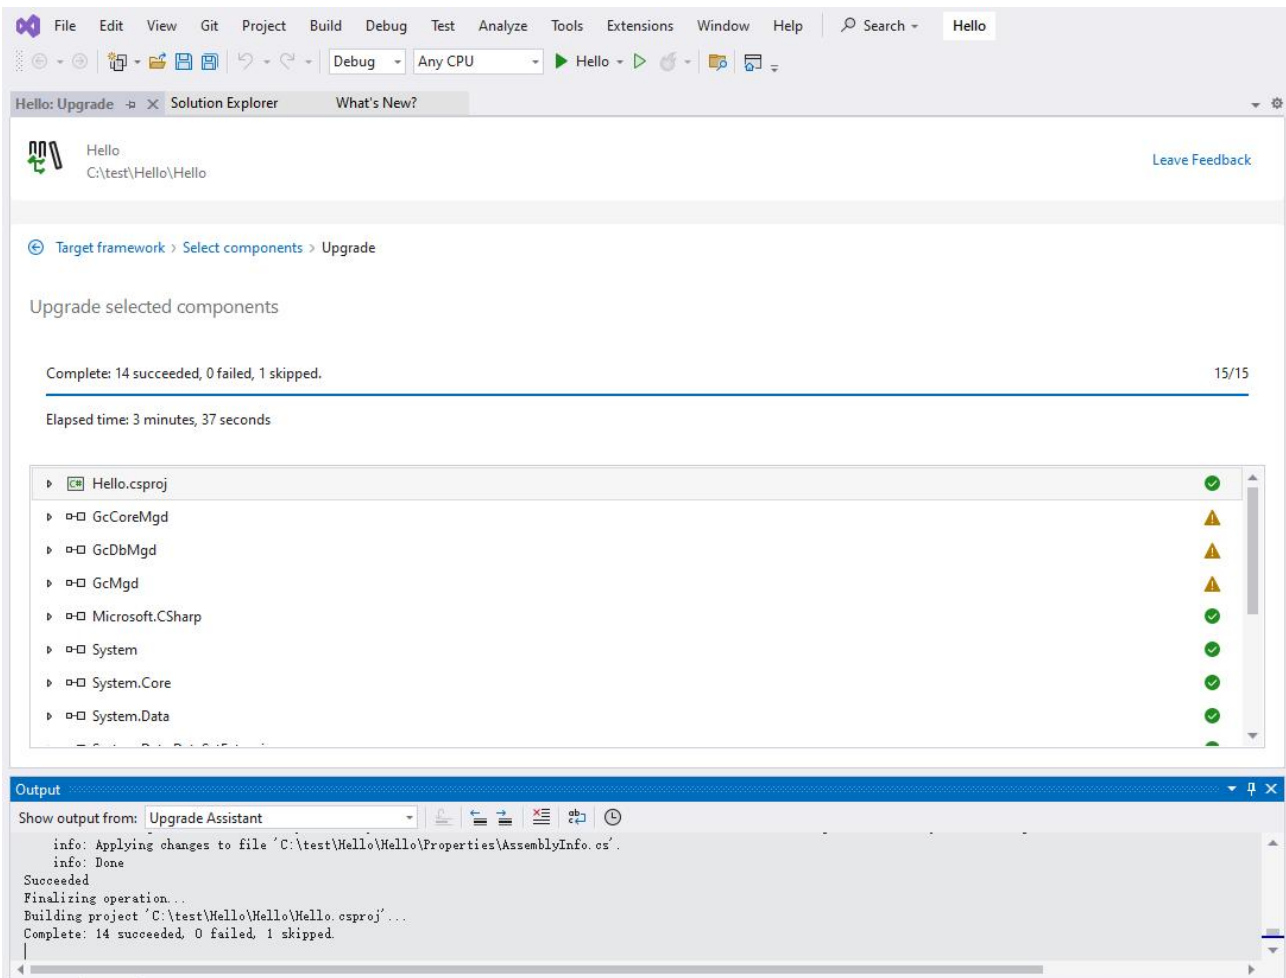 File Edit View Git Project Build Debug Test Analyze Tools Extensions Window Help Search Hello
Debug Any CPU Hello
Hello: Upgrade Solution Explorer What's New?
Hello
C:\test\Hello\Hello
Leave Feedback
Target framework > Select components > Upgrade
Upgrade selected components
Complete: 14 succeeded, 0 failed, 1 skipped. 15/15
Elapsed time: 3 minutes, 37 seconds
C# Hello.csproj
GcCoreMgd
GcDbMgd
GcMgd
Microsoft.CSharp
System
System.Core
System.Data
Output
Show output from: Upgrade Assistant
info: Applying changes to file 'C:\test\Hello\Hello\Properties\AssemblyInfo.cs'.
info: Done
Succeeded
Finalizing operation...
Building project 'C:\test\Hello\Hello\Hello.csproj'...
Complete: 14 succeeded, 0 failed, 1 skipped.